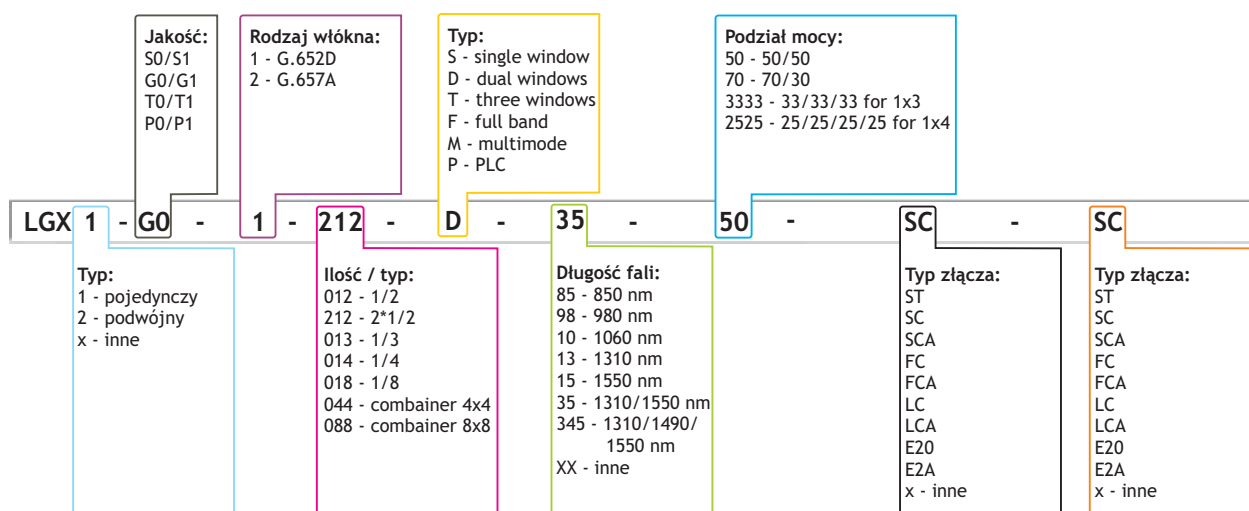 Jakość:
S0/S1
G0/G1
T0/T1
P0/P1
Rodzaj włókna:
1 - G.652D
2 - G.657A
Typ:
S - single window
D - dual windows
T - three windows
F - full band
M - multimode
P - PLC
Podział mocy:
50 - 50/50
70 - 70/30
3333 - 33/33/33 for 1x3
2525 - 25/25/25/25 for 1x4
LGX 1 - G0 - 1 - 212 - D - 35 - 50 - SC - SC
Typ:
1 - pojedynczy
2 - podwójny
x - inne
Ilość / typ:
012 - 1/2
212 - 2*1/2
013 - 1/3
014 - 1/4
018 - 1/8
044 - combainer 4x4
088 - combainer 8x8
Długość fali:
85 - 850 nm
98 - 980 nm
10 - 1060 nm
13 - 1310 nm
15 - 1550 nm
35 - 1310/1550 nm
345 - 1310/1490/
1550 nm
XX - inne
Typ złącza:
ST
SC
SCA
FC
FCA
LC
LCA
E20
E2A
x - inne
Typ złącza:
ST
SC
SCA
FC
FCA
LC
LCA
E20
E2A
x - inne